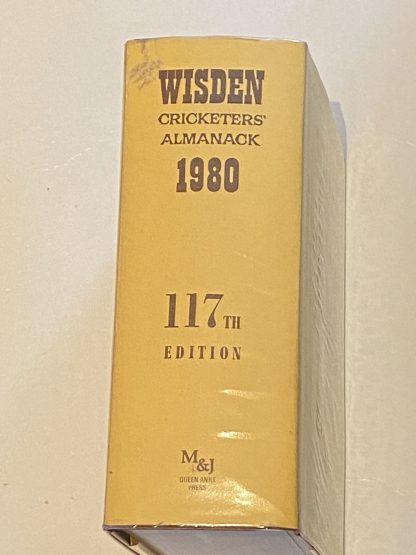 WISDEN
CRICKETERS'
ALMANACK
1980
117TH
EDITION
M&J
QUEEN ANNE
PRESS